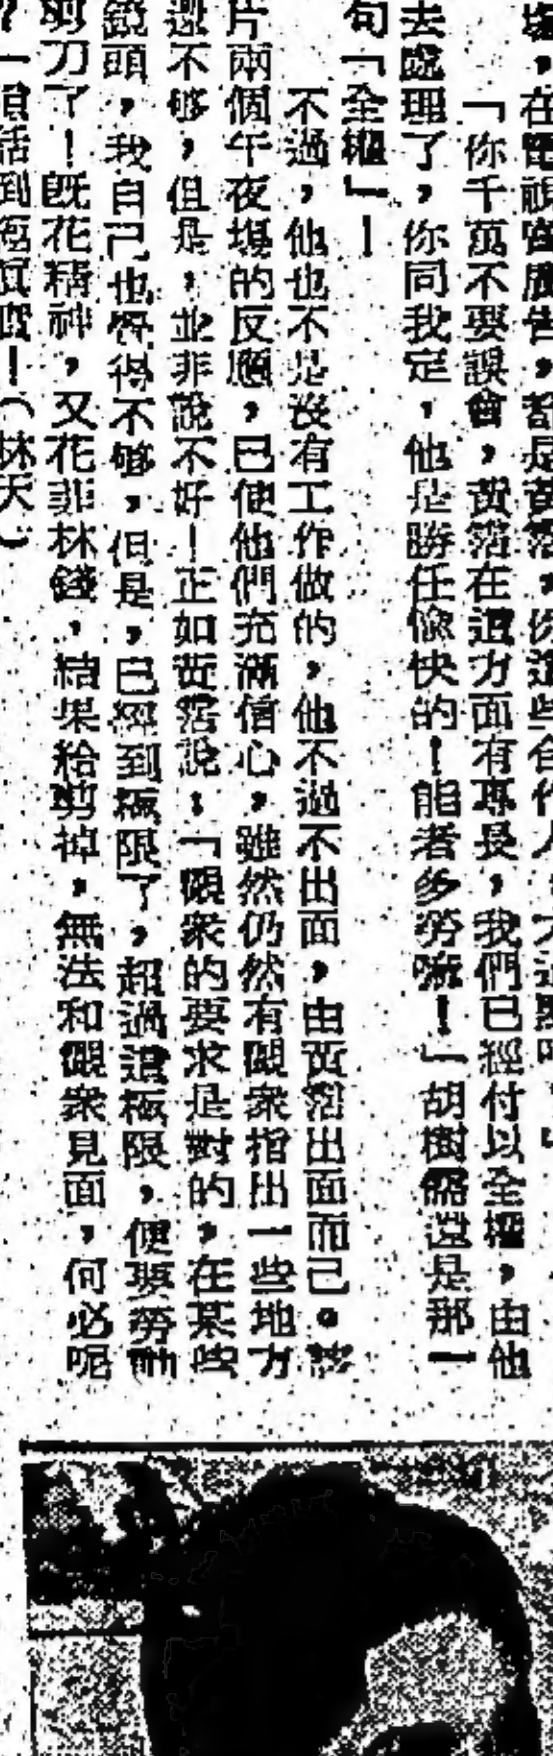 ，在電視賣廣告，都是黃霑，你這些合作人，
「你千萬不要誤會，黃霑在這方面有專長，我們已經付以全權，由他
去處理了，你同我定，他是勝任愉快的！能者多勞嘛！」胡樹儒還是那一
句「全權」！
不過，他也不是沒有工作做的，他不過不出面，由黃霑出面而已。該
片兩個午夜場的反應，已使他們充滿信心，雖然仍然有觀衆指出一些地方
還不够，但是，並非說不好！正如黃霑說：「觀衆的要求是對的，在某些
鏡頭，我自己也覺得不够，但是，已經到極限了，超過這極限，便要勞動
剪刀了！旣花精神，又花菲林錢，結果給剪掉，無法和觀衆見面，何必呢
？」眞話到極眞假！（林天）